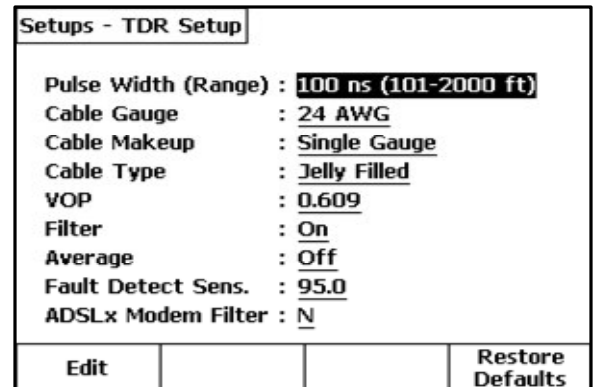 Setups - TDR Setup
Pulse Width (Range) : 100 ns (101-2000 ft)
Cable Gauge : 24 AWG
Cable Makeup : Single Gauge
Cable Type : Jelly Filled
VOP : 0.609
Filter : On
Average : Off
Fault Detect Sens. : 95.0
ADSLx Modem Filter : N
Edit
Restore
Defaults